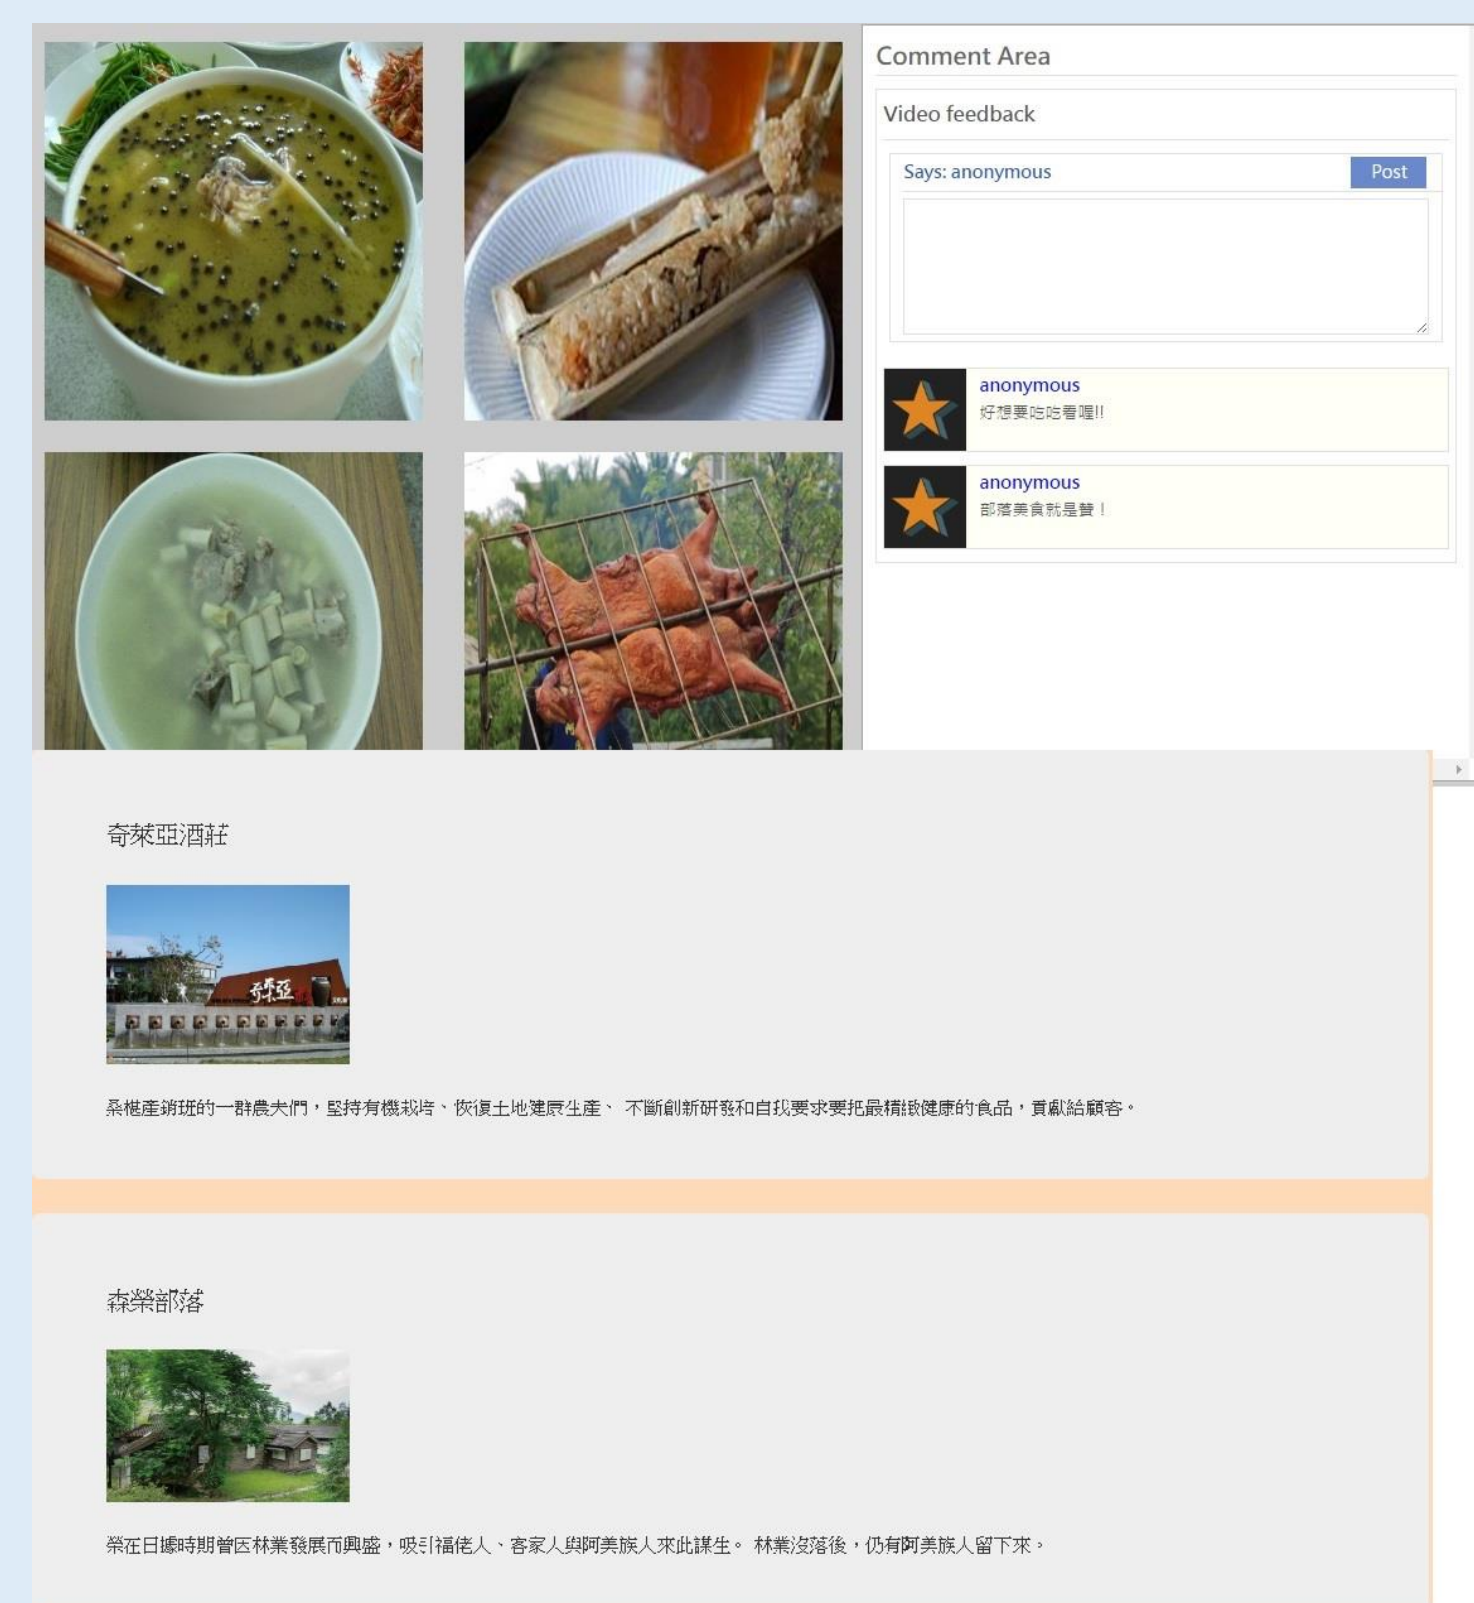 Comment Area
Video feedback
Says: anonymous
Post
anonymous
好想要吃吃看喔!!
anonymous
部落美食就是贊！
奇萊亞酒莊
奇萊亞
桑椹產銷班的一群農夫們，堅持有機栽培、恢復土地健康生產、 不斷創新研發和自我要求要把最精緻健康的食品，貢獻給顧客。
森榮部落
榮在日據時期曾因林業發展而興盛，吸引福佬人、客家人與阿美族人來此謀生。 林業沒落後，仍有阿美族人留下來。